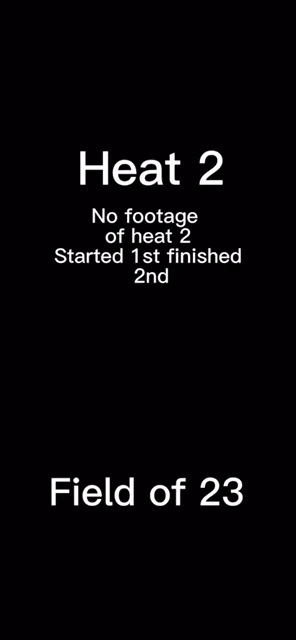 Heat 2
No footage
of heat 2
Started 1st finished
2nd
Field of 23